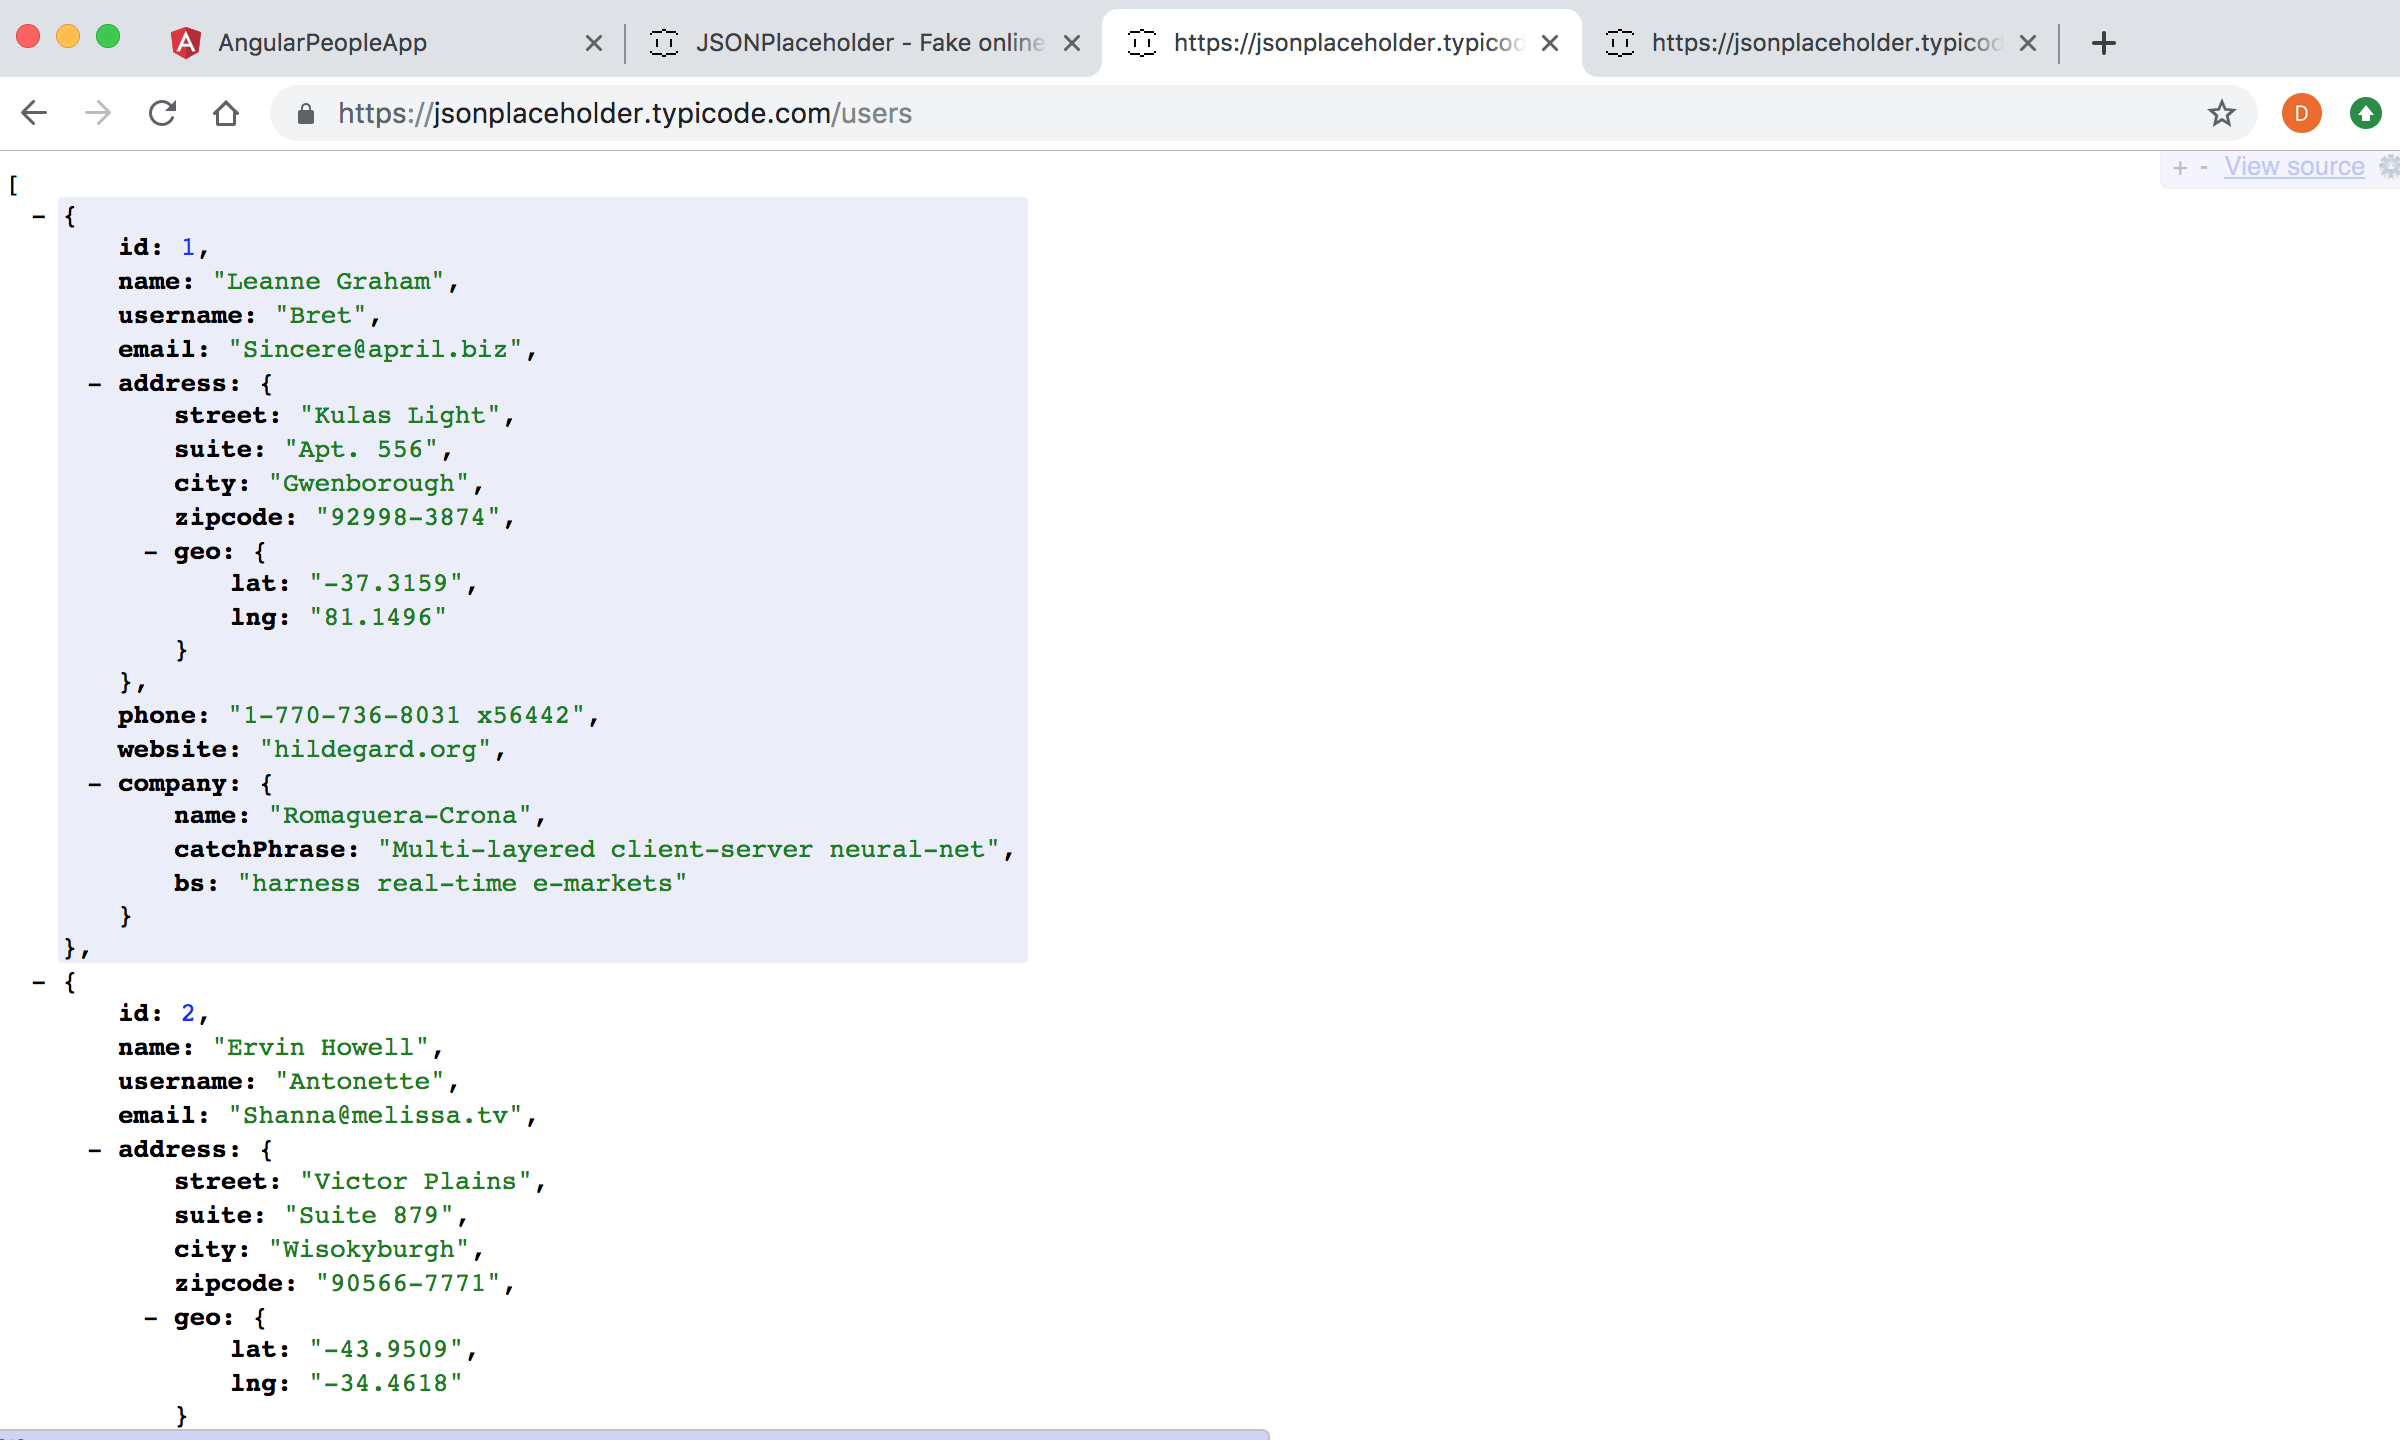 AngularPeopleApp
JSONPlaceholder - Fake online
https://jsonplaceholder.typicod
https://jsonplaceholder.typicod
https://jsonplaceholder.typicode.com/users
D
+ - View source
[
- {
id: 1,
name: "Leanne Graham",
username: "Bret",
email: "Sincere@april.biz",
- address: {
street: "Kulas Light",
suite: "Apt. 556",
city: "Gwenborough",
zipcode: "92998-3874",
- geo: {
lat: "-37.3159",
lng: "81.1496"
}
},
phone: "1-770-736-8031 x56442",
website: "hildegard.org",
- company: {
name: "Romaguera-Crona",
catchPhrase: "Multi-layered client-server neural-net",
bs: "harness real-time e-markets"
}
},
- {
id: 2,
name: "Ervin Howell",
username: "Antonette",
email: "Shanna@melissa.tv",
- address: {
street: "Victor Plains",
suite: "Suite 879",
city: "Wisokyburgh",
zipcode: "90566-7771",
- geo: {
lat: "-43.9509",
lng: "-34.4618"
}